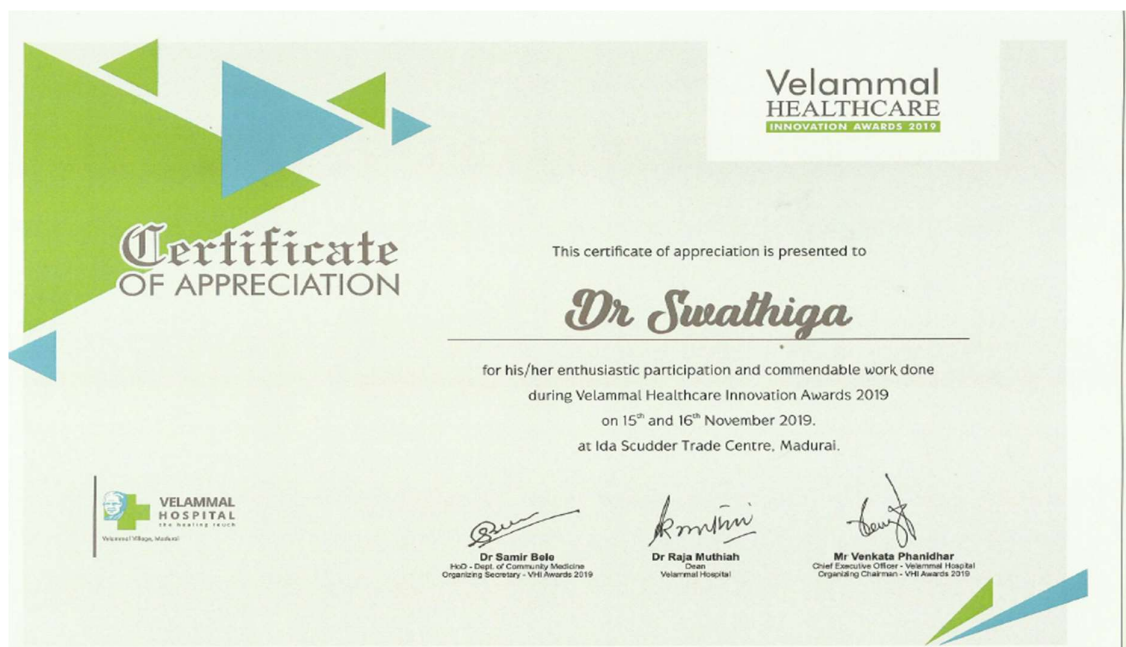 Velammal
HEALTHCARE
INNOVATION AWARDS 2019
Certificate
OF APPRECIATION
This certificate of appreciation is presented to
Dr Swathiga
for his/her enthusiastic participation and commendable work done
during Velammal Healthcare Innovation Awards 2019
on 15th and 16th November 2019.
at Ida Scudder Trade Centre, Madurai.
VELAMMAL
HOSPITAL
the healing touch
Velammal Village, Madurai
Dr Samir Bele
HoD - Dept. of Community Medicine
Organizing Secretary - VHI Awards 2019
Dr Raja Muthiah
Dean
Velammal Hospital
Mr Venkata Phanidhar
Chief Executive Officer - Velammal Hospital
Organizing Chairman - VHI Awards 2019